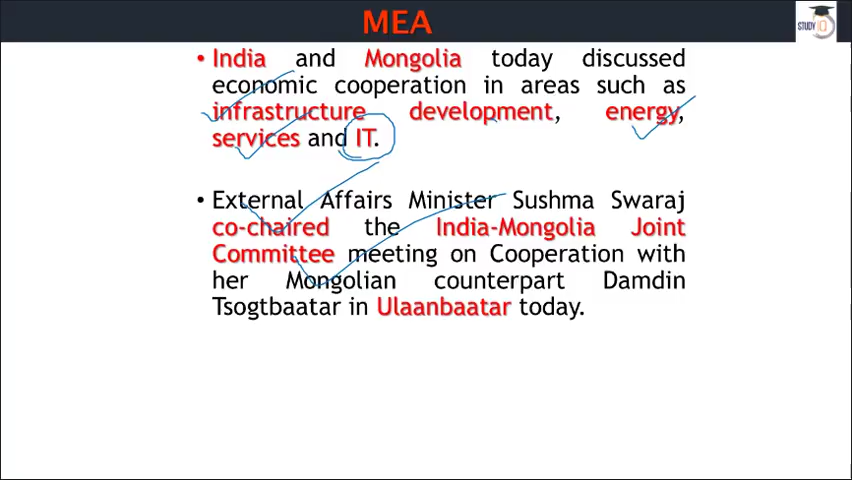 MEA
STUDY IQ
• India and Mongolia today discussed
economic cooperation in areas such as
infrastructure development, energy,
services and IT.
• External Affairs Minister Sushma Swaraj
co-chaired the India-Mongolia Joint
Committee meeting on Cooperation with
her Mongolian counterpart Damdin
Tsogtbaatar in Ulaanbaatar today.